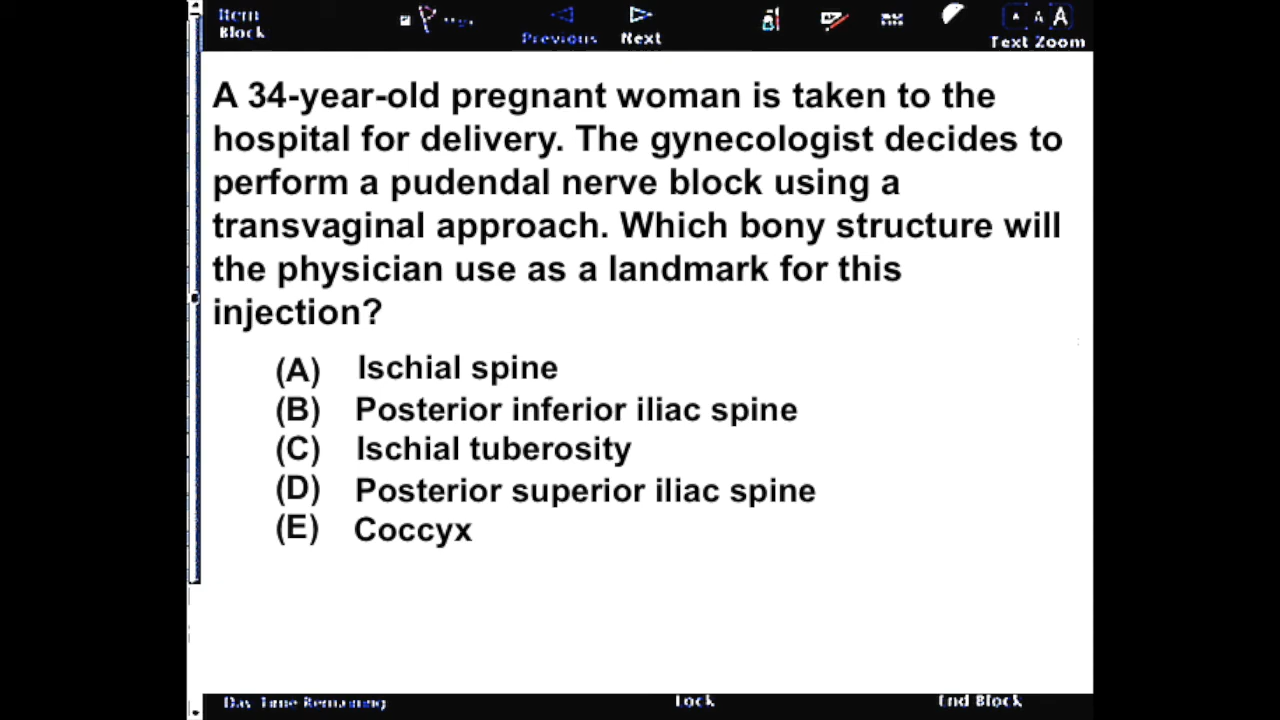 Item
Block
Previous
Next
A A A
Text Zoom
A 34-year-old pregnant woman is taken to the
hospital for delivery. The gynecologist decides to
perform a pudendal nerve block using a
transvaginal approach. Which bony structure will
the physician use as a landmark for this
injection?
(A) Ischial spine
(B) Posterior inferior iliac spine
(C) Ischial tuberosity
(D) Posterior superior iliac spine
(E) Coccyx
Time Remaining
Lock
End Block